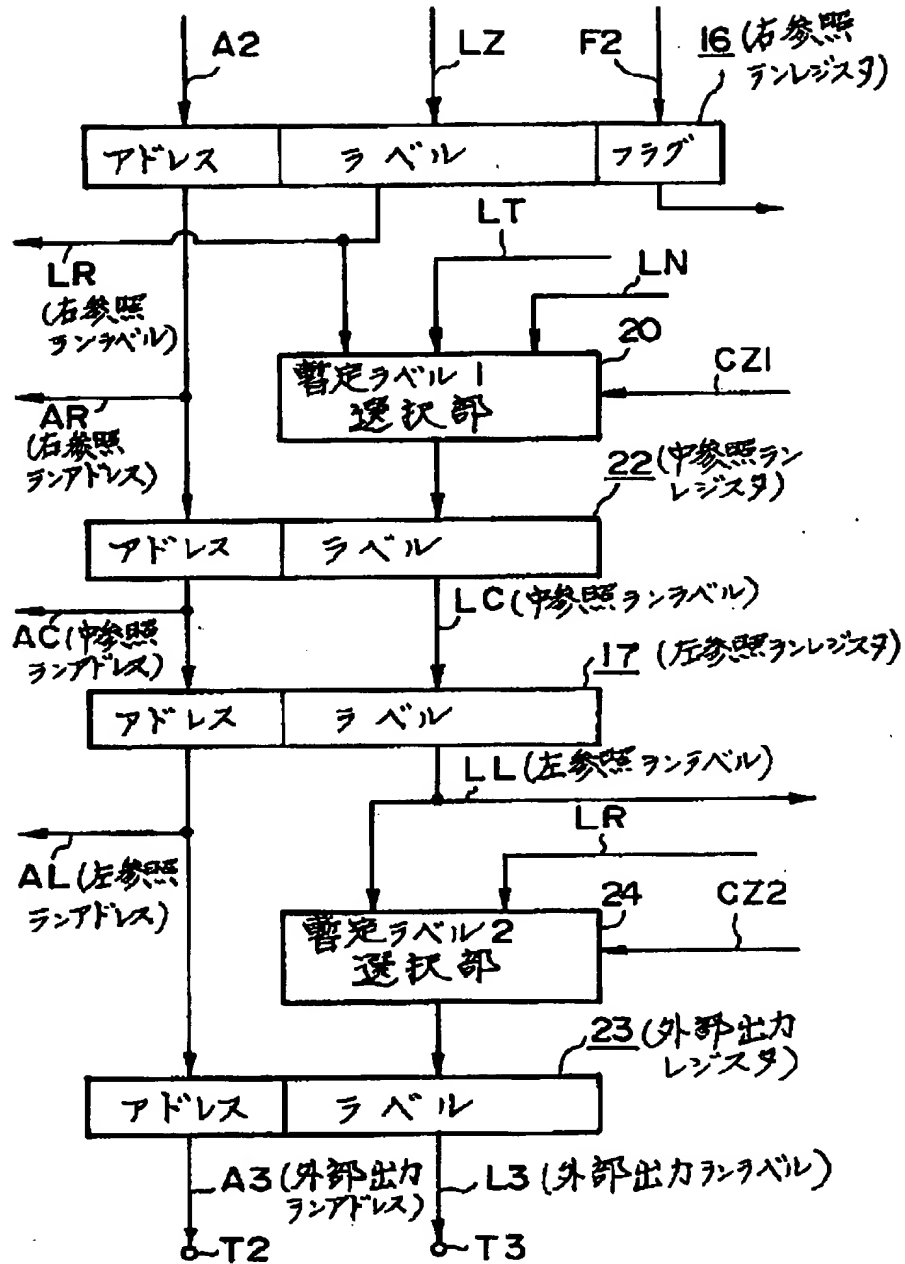 A2
LZ
F2
16 (右参照
ランレジスタ)
アドレス
ラベル
フラグ
LT
LN
LR
(右参照
ランラベル)
20
暫定ラベル1
選択部
CZ1
AR
(右参照
ランアドレス)
22 (中参照ラン
レジスタ)
アドレス
ラベル
LC (中参照ランラベル)
AC (中参照
ランアドレス)
17 (左参照ランレジスタ)
アドレス
ラベル
LL (左参照ランラベル)
LR
AL (左参照
ランアドレス)
24
CZ2
暫定ラベル2
選択部
23 (外部出力
レジスタ)
アドレス
ラベル
A3 (外部出力
ランアドレス)
L3 (外部出力ランラベル)
T2
T3